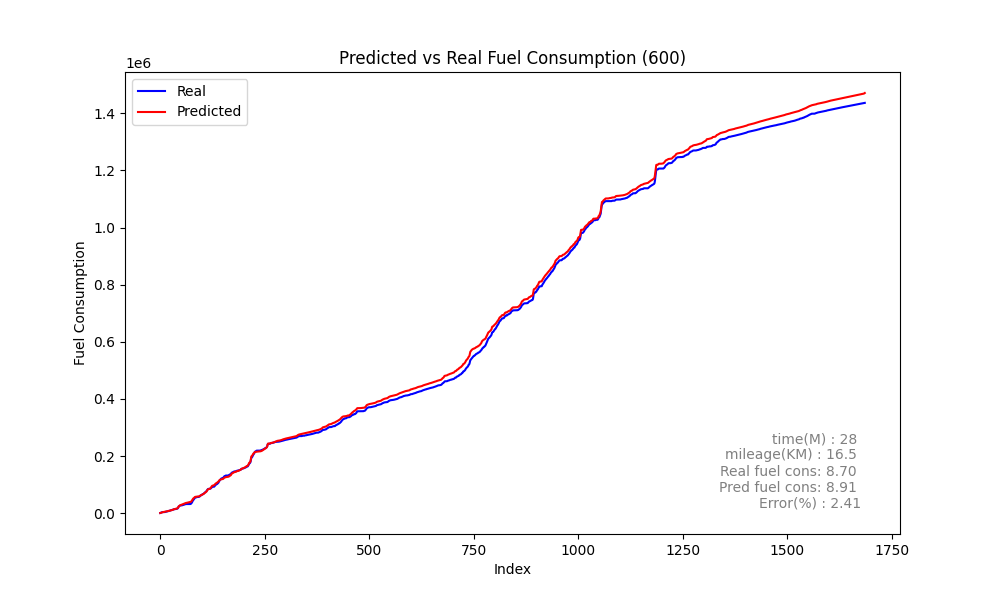 Predicted vs Real Fuel Consumption (600)
1e6
Real
Predicted
1.4
1.2
1.0
0.8
0.6
0.4
0.2
0.0
Fuel Consumption
time(M) : 28
mileage(KM) : 16.5
Real fuel cons: 8.70
Pred fuel cons: 8.91
Error(%) : 2.41
0 250 500 750 1000 1250 1500 1750
Index